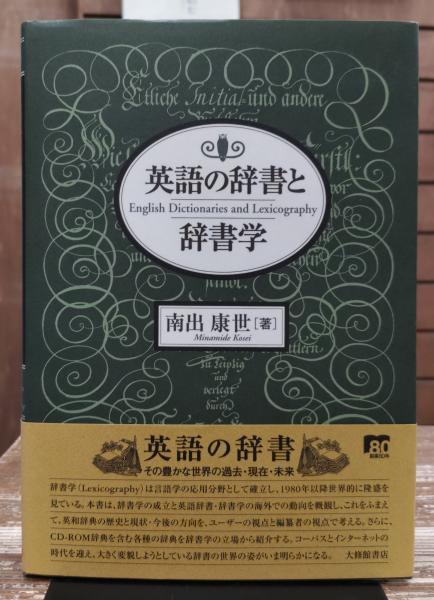 Etliche Initial und andere
英語の辞書と
English Dictionaries and Lexicography
辞書学
南出 康世[著]
Minamide Kosei
zu Leipzig
und
verlegt
durch
英語の辞書
その豊かな世界の過去・現在・未来
80
創業80年
辞書学(Lexicography)は言語学の応用分野として確立し、1980年以降世界的に隆盛を
見ている。本書は、辞書学の成立と英語辞書・辞書学の海外での動向を概観し、これをふまえ
て、英和辞典の歴史と現状・今後の方向を、ユーザーの視点と編纂者の視点で考える。さらに、
CD-ROM辞典を含む各種の辞典を辞書学の立場から紹介する。コーパスとインターネットの
時代を迎え、大きく変貌しようとしている辞書の世界の姿がいま明らかになる。 大修館書店